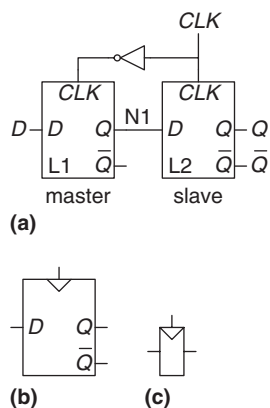 CLK
CLK CLK
D D Q N1 D Q Q
L1 Q̅ L2 Q̅ Q̅
master slave
(a)
D Q
Q̅
(b) (c)